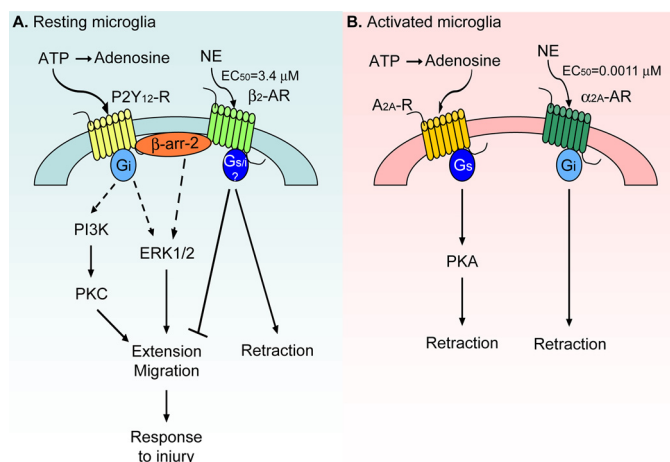 A. Resting microglia
ATP → Adenosine
NE
EC50=3.4 µM
P2Y12-R
β2-AR
β-arr-2
Gi
Gs/i
?
PI3K
ERK1/2
PKC
Extension
Migration
Retraction
Response
to injury
B. Activated microglia
ATP → Adenosine
NE
EC50=0.0011 µM
A2A-R
α2A-AR
Gs
Gi
PKA
Retraction
Retraction